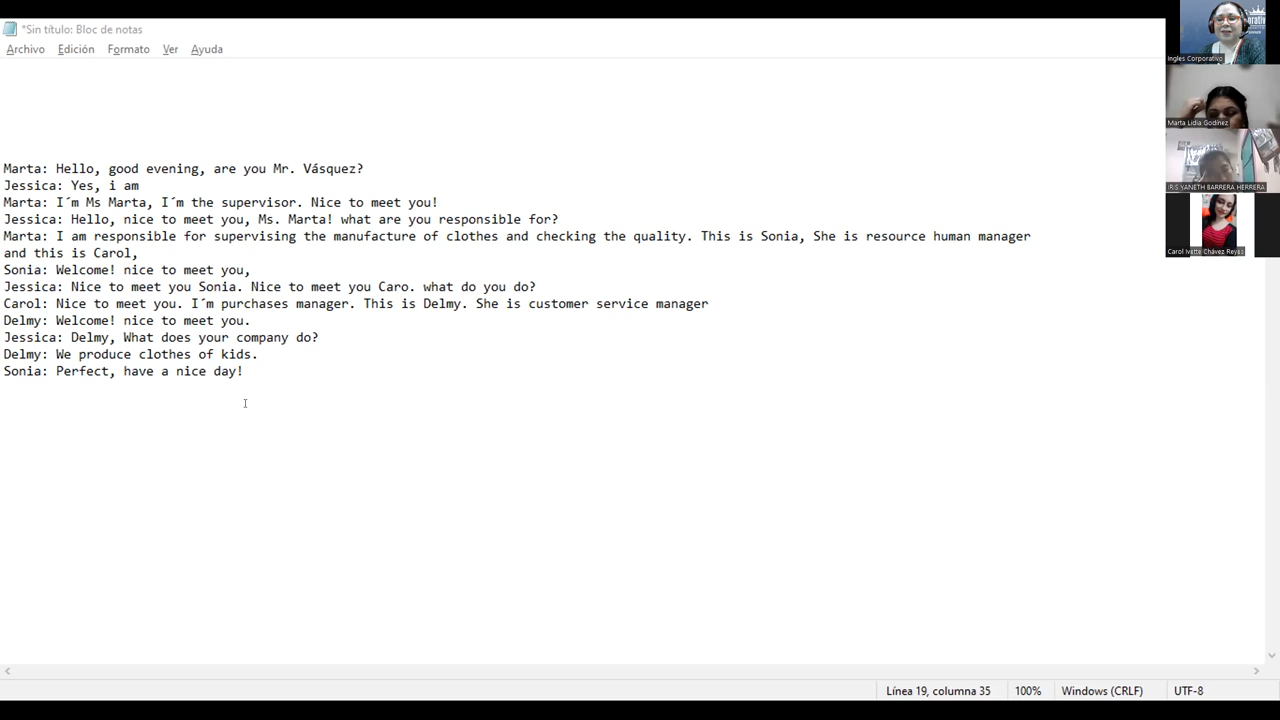 *Sin título: Bloc de notas
Archivo Edición Formato Ver Ayuda
Marta: Hello, good evening, are you Mr. Vásquez?
Jessica: Yes, i am
Marta: I´m Ms Marta, I´m the supervisor. Nice to meet you!
Jessica: Hello, nice to meet you, Ms. Marta! what are you responsible for?
Marta: I am responsible for supervising the manufacture of clothes and checking the quality. This is Sonia, She is resource human manager
and this is Carol,
Sonia: Welcome! nice to meet you,
Jessica: Nice to meet you Sonia. Nice to meet you Caro. what do you do?
Carol: Nice to meet you. I´m purchases manager. This is Delmy. She is customer service manager
Delmy: Welcome! nice to meet you.
Jessica: Delmy, What does your company do?
Delmy: We produce clothes of kids.
Sonia: Perfect, have a nice day!
Ingles Corporativo
Marta Lidia Godínez
IRIS YANETH BARRERA HERRERA
Carol Ivette Chávez Reyes
Línea 19, columna 35 100% Windows (CRLF) UTF-8